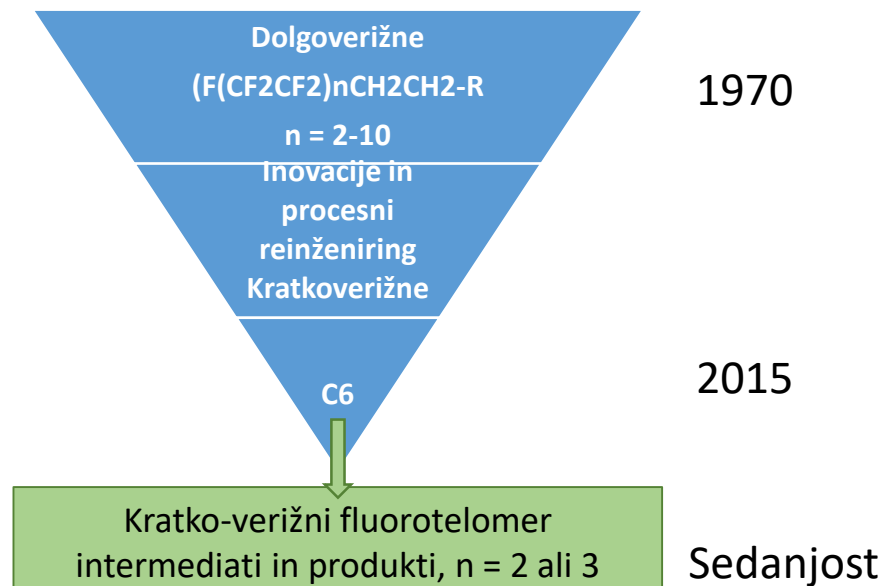 Dolgoverižne
(F(CF2CF2)nCH2CH2-R
n = 2-10
1970
Inovacije in
procesni
reinženiring
Kratkoverižne
C6
2015
Kratko-verižni fluorotelomer
intermediati in produkti, n = 2 ali 3
Sedanjost